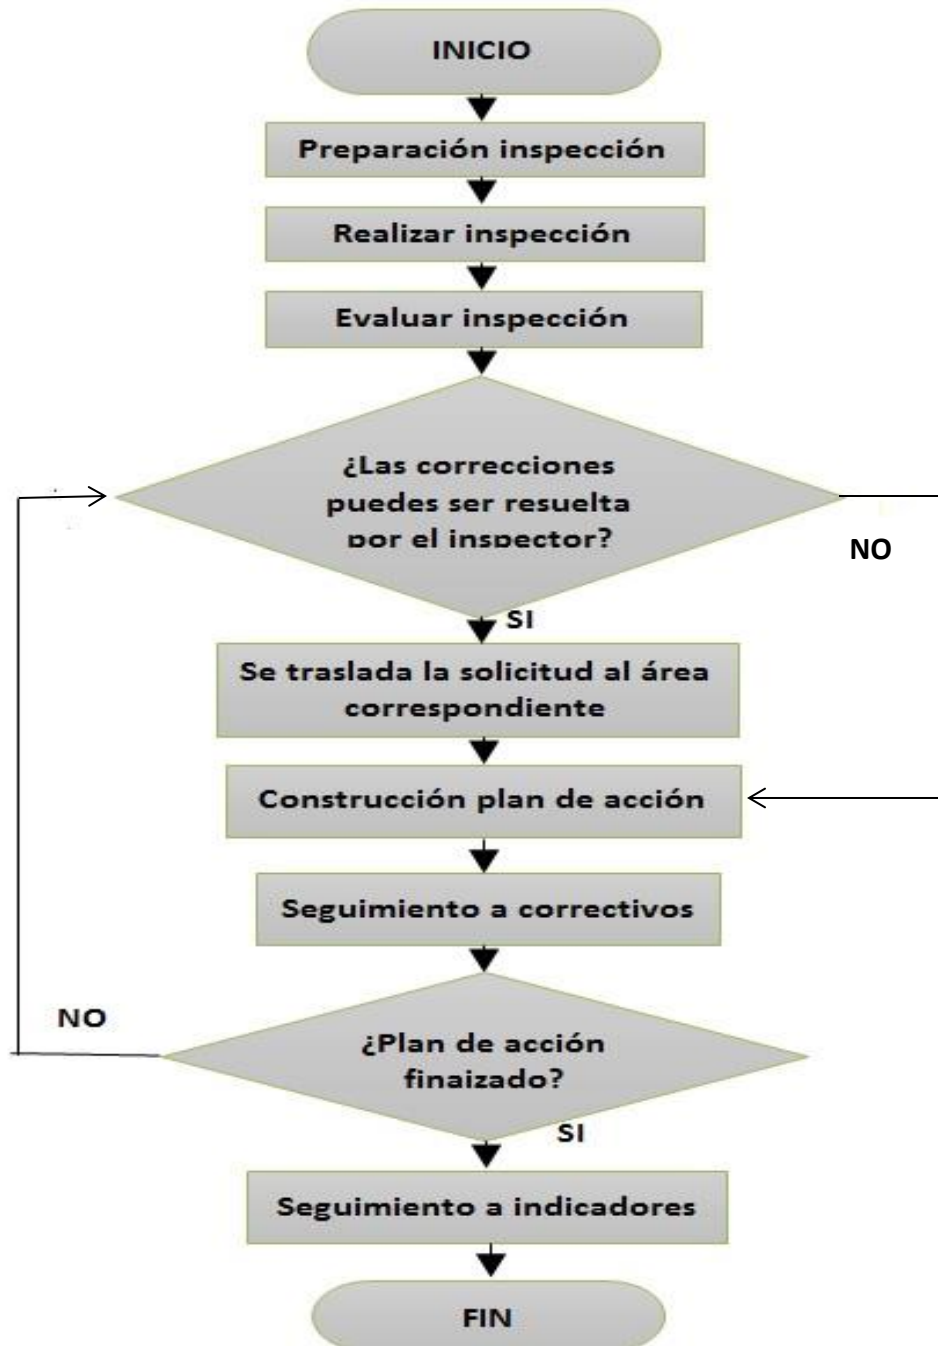 INICIO
Preparación inspección
Realizar inspección
Evaluar inspección
¿Las correcciones
puedes ser resuelta
por el inspector?
NO
SI
Se traslada la solicitud al área
correspondiente
Construcción plan de acción
Seguimiento a correctivos
NO
¿Plan de acción
finaizado?
SI
Seguimiento a indicadores
FIN